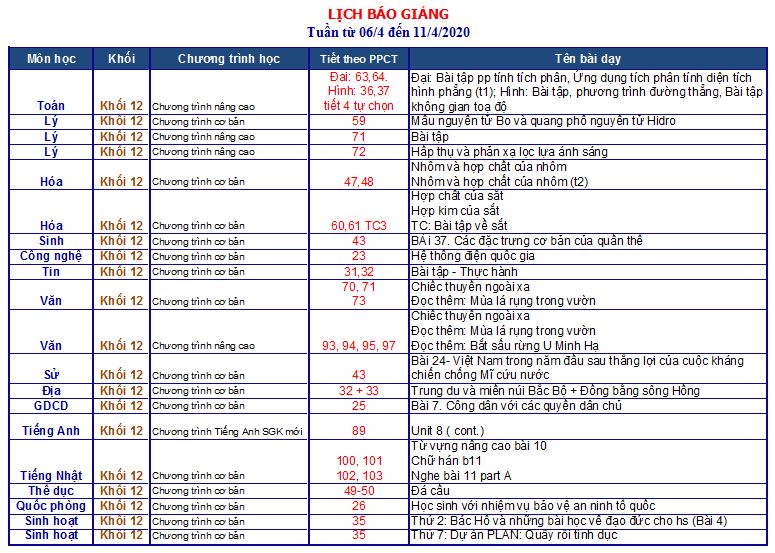 LỊCH BÁO GIẢNG
Tuần từ 06/4 đến 11/4/2020
Môn học Khối Chương trình học Tiết theo PPCT Tên bài dạy
Toán Khối 12 Chương trình nâng cao Đại: 63,64. Hình: 36,37 tiết 4 tự chọn Đại: Bài tập pp tính tích phân, Ứng dụng tích phân tính diện tích hình phẳng (t1); Hình: Bài tập, phương trình đường thẳng, Bài tập không gian toạ độ
Lý Khối 12 Chương trình cơ bản 59 Mẫu nguyên tử Bo và quang phổ nguyên tử Hidro
Lý Khối 12 Chương trình nâng cao 71 Bài tập
Lý Khối 12 Chương trình nâng cao 72 Hấp thụ và phản xạ lọc lựa ánh sáng
Hóa Khối 12 Chương trình cơ bản 47,48 Nhôm và hợp chất của nhôm
Nhôm và hợp chất của nhôm (t2)
Hóa Khối 12 Chương trình cơ bản 60,61 TC3 Hợp chất của sắt
Hợp kim của sắt
TC: Bài tập về sắt
Sinh Khối 12 Chương trình cơ bản 43 BÀi 37. Các đặc trưng cơ bản của quần thể
Công nghệ Khối 12 Chương trình cơ bản 23 Hệ thống điện quốc gia
Tin Khối 12 Chương trình cơ bản 31,32 Bài tập - Thực hành
Văn Khối 12 Chương trình cơ bản 70, 71 73 Chiếc thuyền ngoài xa
Đọc thêm: Mùa lá rụng trong vườn
Văn Khối 12 Chương trình nâng cao 93, 94, 95, 97 Chiếc thuyền ngoài xa
Đọc thêm: Mùa lá rụng trong vườn
Đọc thêm: Bắt sấu rừng U Minh Hạ
Sử Khối 12 Chương trình cơ bản 43 Bài 24- Việt Nam trong năm đầu sau thắng lợi của cuộc kháng chiến chống Mĩ cứu nước
Địa Khối 12 Chương trình cơ bản 32 + 33 Trung du và miền núi Bắc Bộ + Đồng bằng sông Hồng
GDCD Khối 12 Chương trình cơ bản 25 Bài 7. Công dân với các quyền dân chủ
Tiếng Anh Khối 12 Chương trình Tiếng Anh SGK mới 89 Unit 8 ( cont.)
Tiếng Nhật Khối 12 Chương trình cơ bản 100, 101 102, 103 Từ vựng nâng cao bài 10
Chữ hán b11
Nghe bài 11 part A
Thể dục Khối 12 Chương trình cơ bản 49-50 Đá cầu
Quốc phòng Khối 12 Chương trình cơ bản 26 Học sinh với nhiệm vụ bảo vệ an ninh tổ quốc
Sinh hoạt Khối 12 Chương trình cơ bản 35 Thứ 2: Bác Hồ và những bài học về đạo đức cho hs (Bài 4)
Sinh hoạt Khối 12 Chương trình cơ bản 35 Thứ 7: Dự án PLAN: Quấy rối tình dục